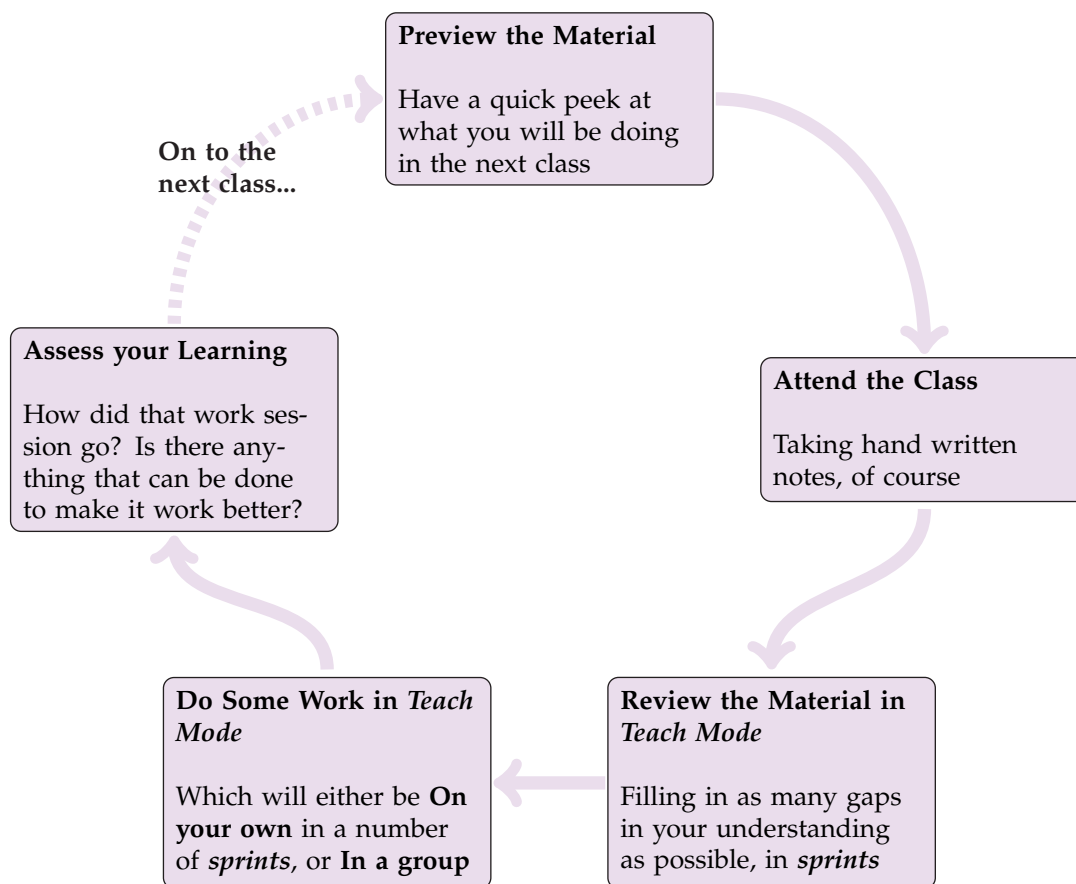 Preview the Material
Have a quick peek at
what you will be doing
in the next class
On to the
next class...
Attend the Class
Taking hand written
notes, of course
Review the Material in
Teach Mode
Filling in as many gaps
in your understanding
as possible, in sprints
Do Some Work in Teach
Mode
Which will either be On
your own in a number
of sprints, or In a group
Assess your Learning
How did that work ses-
sion go? Is there any-
thing that can be done
to make it work better?